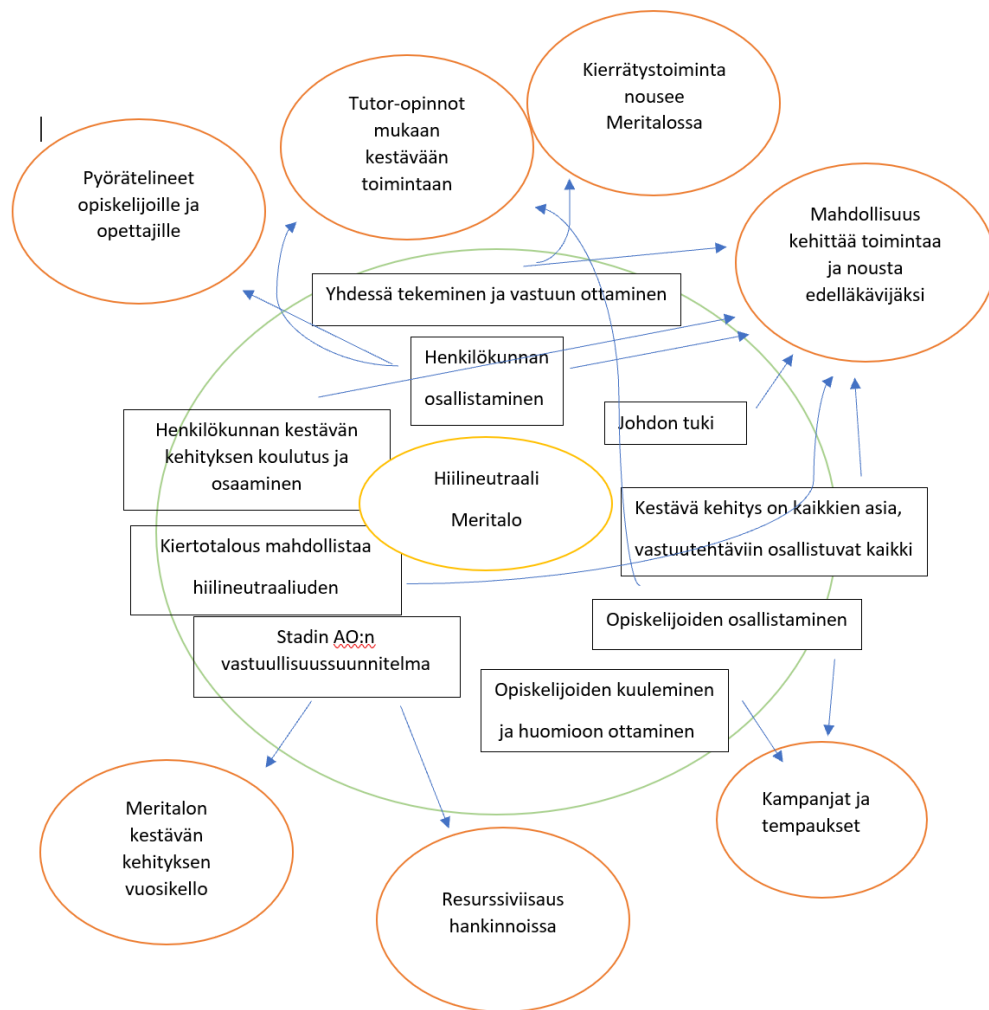 Kierrätystoiminta
nousee
Meritalossa
Tutor-opinnot
mukaan
kestävään
toimintaan
Pyörätelineet
opiskelijoille ja
opettajille
Mahdollisuus
kehittää toimintaa
ja nousta
edelläkävijäksi
Yhdessä tekeminen ja vastuun ottaminen
Henkilökunnan
osallistaminen
Johdon tuki
Henkilökunnan kestävän
kehityksen koulutus ja
osaaminen
Hiilineutraali
Meritalo
Kestävä kehitys on kaikkien asia,
vastuutehtäviin osallistuvat kaikki
Kiertotalous mahdollistaa
hiilineutraaliuden
Opiskelijoiden osallistaminen
Stadin AO:n
vastuullisuussuunnitelma
Opiskelijoiden kuuleminen
ja huomioon ottaminen
Meritalon
kestävän
kehityksen
vuosikello
Resurssiviisaus
hankinnoissa
Kampanjat ja
tempaukset